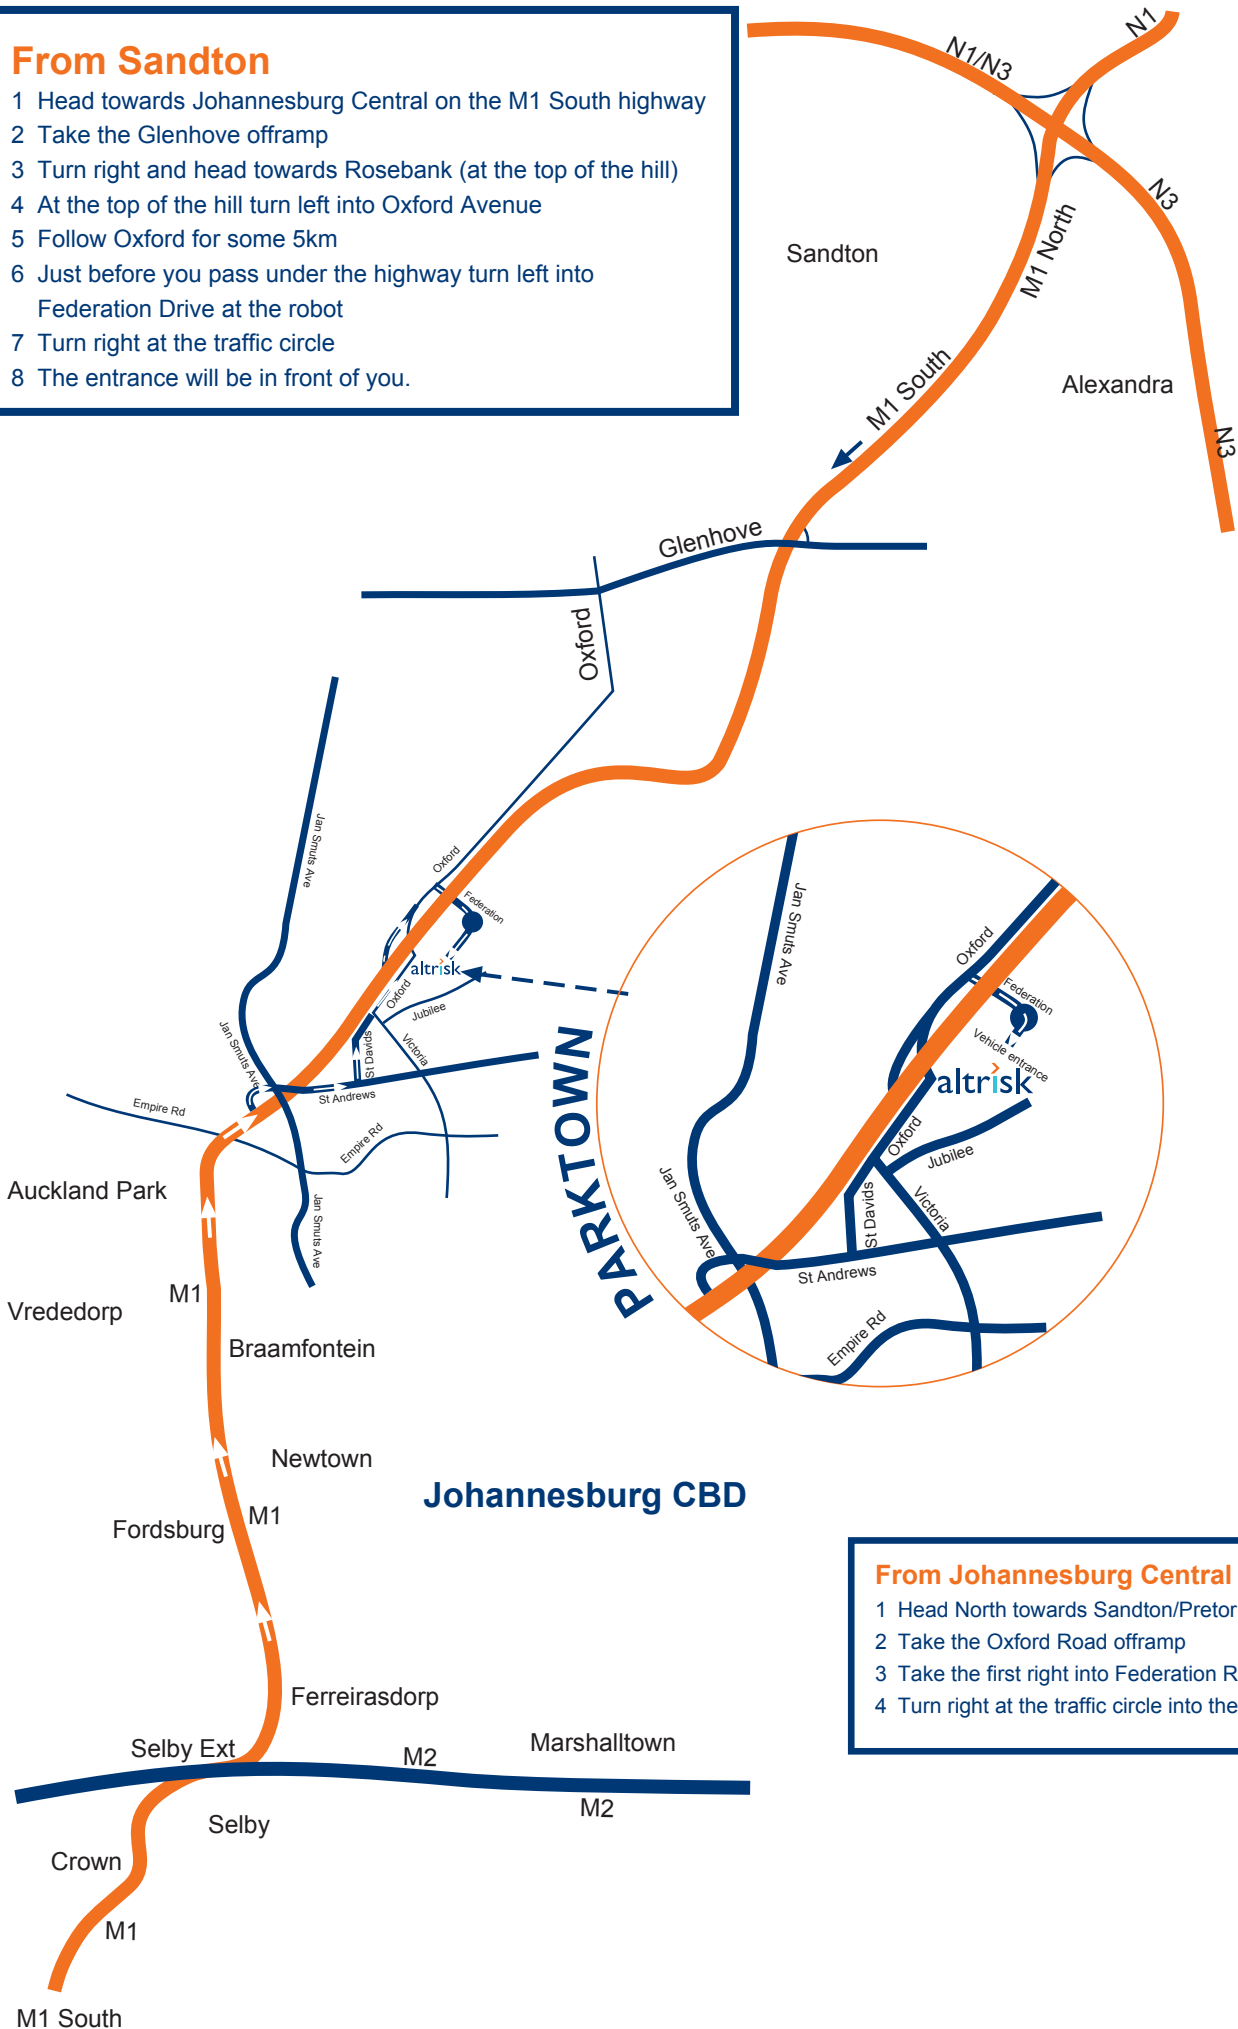 From Sandton
1 Head towards Johannesburg Central on the M1 South highway
2 Take the Glenhove offramp
3 Turn right and head towards Rosebank (at the top of the hill)
4 At the top of the hill turn left into Oxford Avenue
5 Follow Oxford for some 5km
6 Just before you pass under the highway turn left into
Federation Drive at the robot
7 Turn right at the traffic circle
8 The entrance will be in front of you.
N1
N1/N3
N3
M1 North
Sandton
M1 South
Alexandra
N3
Glenhove
Oxford
Jan Smuts Ave
Oxford
Federation
altrisk
Oxford
Jubilee
Jan Smuts Ave
St Davids
Victoria
St Andrews
Empire Rd
Empire Rd
Jan Smuts Ave
PARKTOWN
Jan Smuts Ave
Oxford
Federation
Vehicle entrance
altrisk
Oxford
Jubilee
Jan Smuts Ave
St Davids
Victoria
St Andrews
Empire Rd
Auckland Park
M1
Vrededorp
Braamfontein
Newtown
Johannesburg CBD
M1
Fordsburg
From Johannesburg Central
1 Head North towards Sandton/Pretor
2 Take the Oxford Road offramp
3 Take the first right into Federation R
4 Turn right at the traffic circle into the
Ferreirasdorp
Selby Ext
M2
Marshalltown
M2
Selby
Crown
M1
M1 South